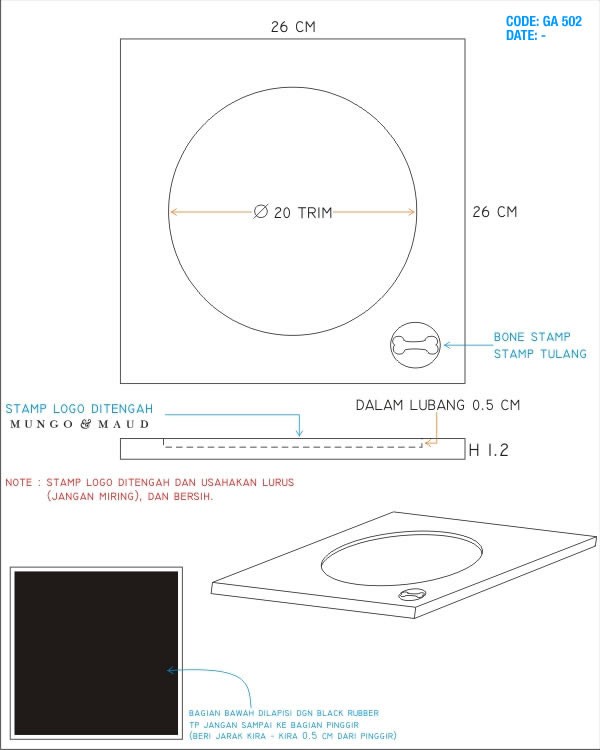 26 CM
CODE: GA 502
DATE: -
Ø 20 TRIM
26 CM
BONE STAMP
STAMP TULANG
STAMP LOGO DITENGAH
MUNGO & MAUD
DALAM LUBANG 0.5 CM
H 1.2
NOTE : STAMP LOGO DITENGAH DAN USAHAKAN LURUS
(JANGAN MIRING), DAN BERSIH.
BAGIAN BAWAH DILAPISI DGN BLACK RUBBER
TP JANGAN SAMPAI KE BAGIAN PINGGIR
(BERI JARAK KIRA - KIRA 0.5 CM DARI PINGGIR)